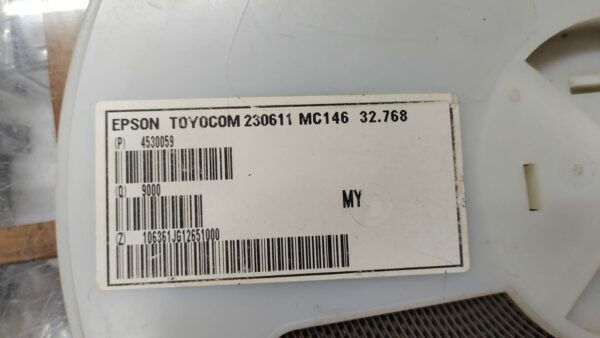 EPSON TOYOCOM 230611 MC146 32.768
(P) 4530059
(Q) 9000
MY
(Z) 106361JG12651000